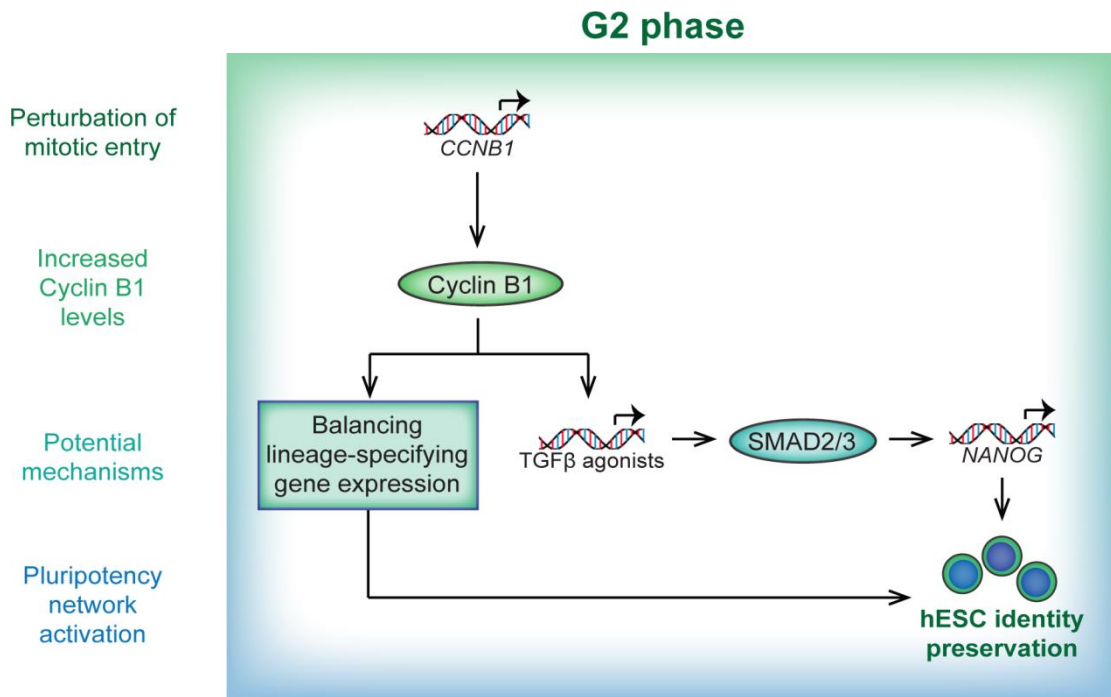 G2 phase
Perturbation of
mitotic entry
CCNB1
Increased
Cyclin B1
levels
Cyclin B1
Potential
mechanisms
Balancing
lineage-specifying
gene expression
TGFβ agonists
SMAD2/3
NANOG
Pluripotency
network
activation
hESC identity
preservation